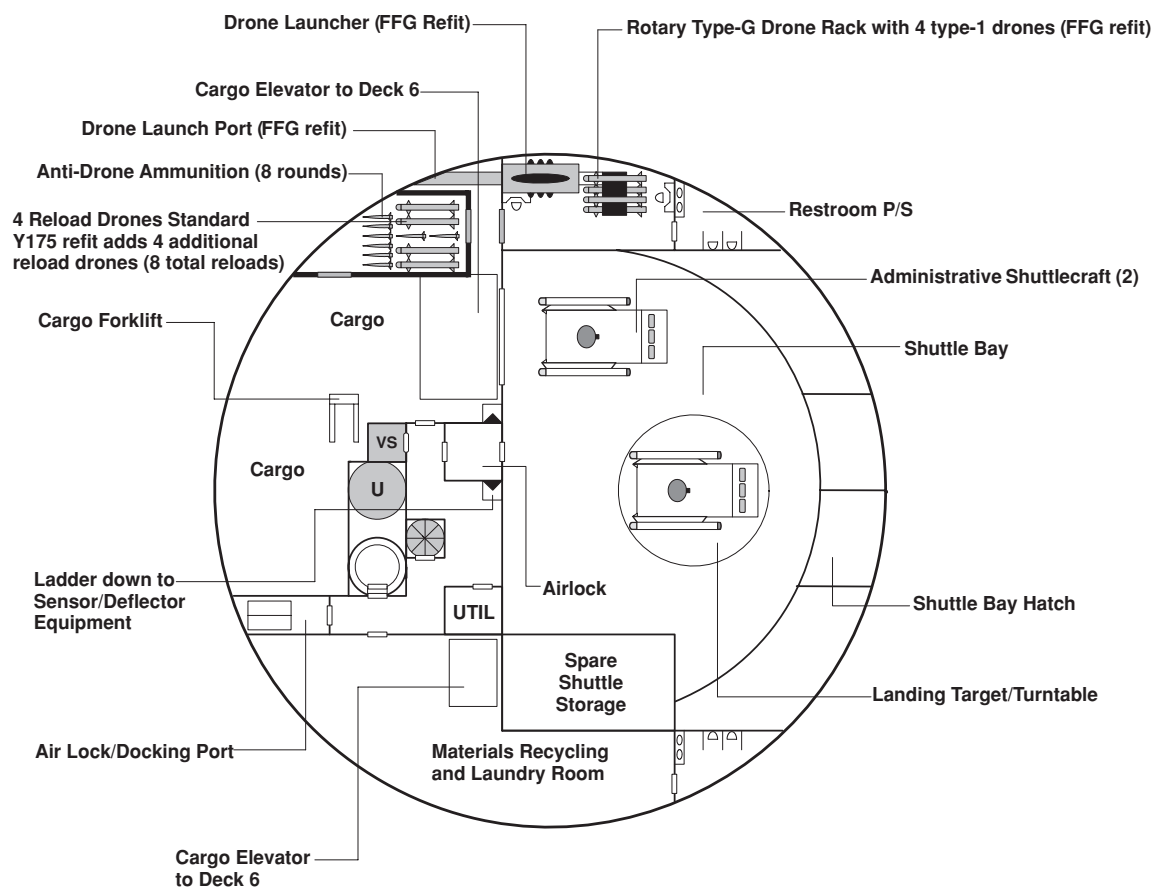 Drone Launcher (FFG Refit)
Rotary Type-G Drone Rack with 4 type-1 drones (FFG refit)
Cargo Elevator to Deck 6
Drone Launch Port (FFG refit)
Anti-Drone Ammunition (8 rounds)
4 Reload Drones Standard
Y175 refit adds 4 additional
reload drones (8 total reloads)
Restroom P/S
Administrative Shuttlecraft (2)
Cargo Forklift
Cargo
Shuttle Bay
VS
Cargo
U
Ladder down to
Sensor/Deflector
Equipment
Airlock
UTIL
Shuttle Bay Hatch
Spare
Shuttle
Storage
Landing Target/Turntable
Air Lock/Docking Port
Materials Recycling
and Laundry Room
Cargo Elevator
to Deck 6